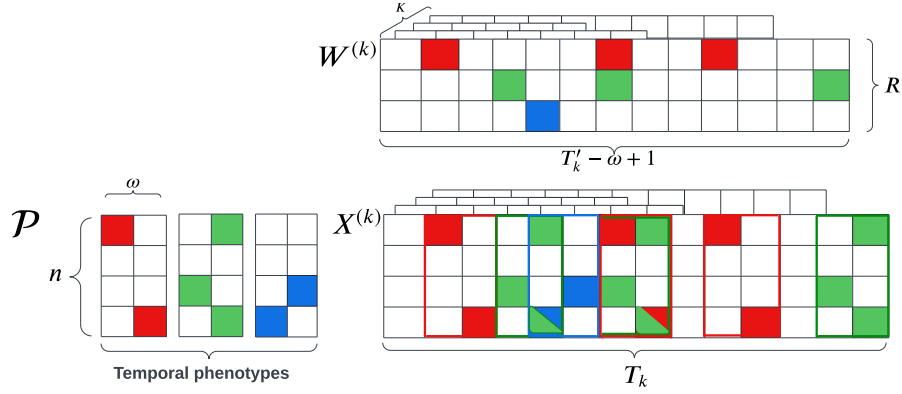 K
W^{(k)}
R
T'_k − ω + 1
ω
𝒫
X^{(k)}
n
Temporal phenotypes
T_k